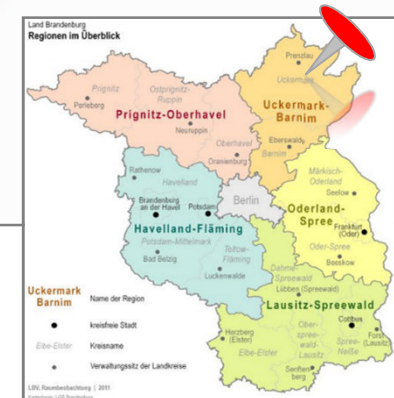 Land Brandenburg
Regionen im Überblick
Prenzlau
Uckermark
Prignitz
Ostprignitz-
Ruppin
Perleberg
Prignitz-Oberhavel
Neuruppin
Uckermark-
Barnim
Oberhavel
Oranienburg
Eberswalde
Barnim
Rathenow
Havelland
Märkisch-
Oderland
Seelow
Brandenburg
an der Havel
Potsdam
Berlin
Oderland-
Spree
Frankfurt
(Oder)
Havelland-Fläming
Potsdam-Mittelmark
Teltow-
Fläming
Bad Belzig
Luckenwalde
Oder-Spree
Beeskow
Dahme-
Spreewald
Lübben (Spreewald)
Lausitz-Spreewald
Cottbus
Herzberg
(Elster)
Elbe-Elster
Ober-
spree-
wald-
Lausitz
Spree-
Neiße
Forst
(Lausitz)
Senften-
berg
Uckermark
Barnim
Name der Region
kreisfreie Stadt
Elbe-Elster
Kreisname
Verwaltungssitz der Landkreise
LBV, Raumbeobachtung | 2011